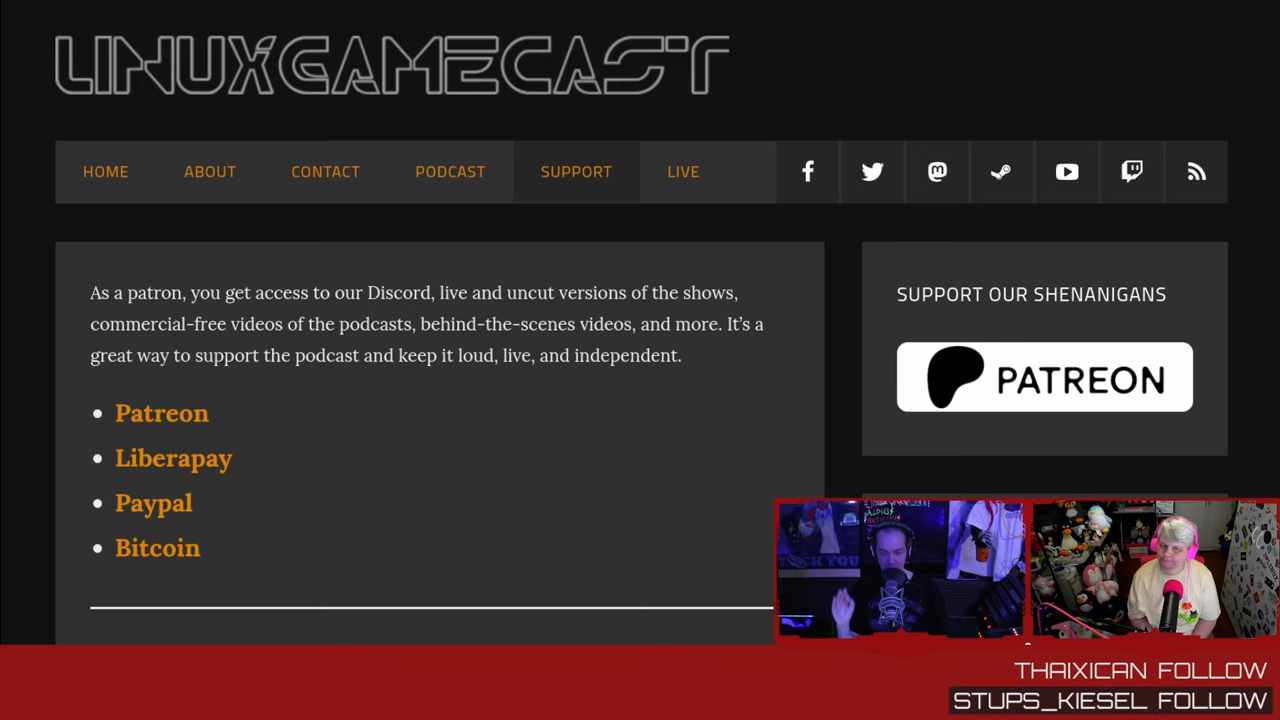 LINUXGAMECAST
HOME ABOUT CONTACT PODCAST SUPPORT LIVE
As a patron, you get access to our Discord, live and uncut versions of the shows,
commercial-free videos of the podcasts, behind-the-scenes videos, and more. It’s a
great way to support the podcast and keep it loud, live, and independent.
Patreon
Liberapay
Paypal
Bitcoin
SUPPORT OUR SHENANIGANS
PATREON
THAIXICAN FOLLOW
STUPS_KIESEL FOLLOW